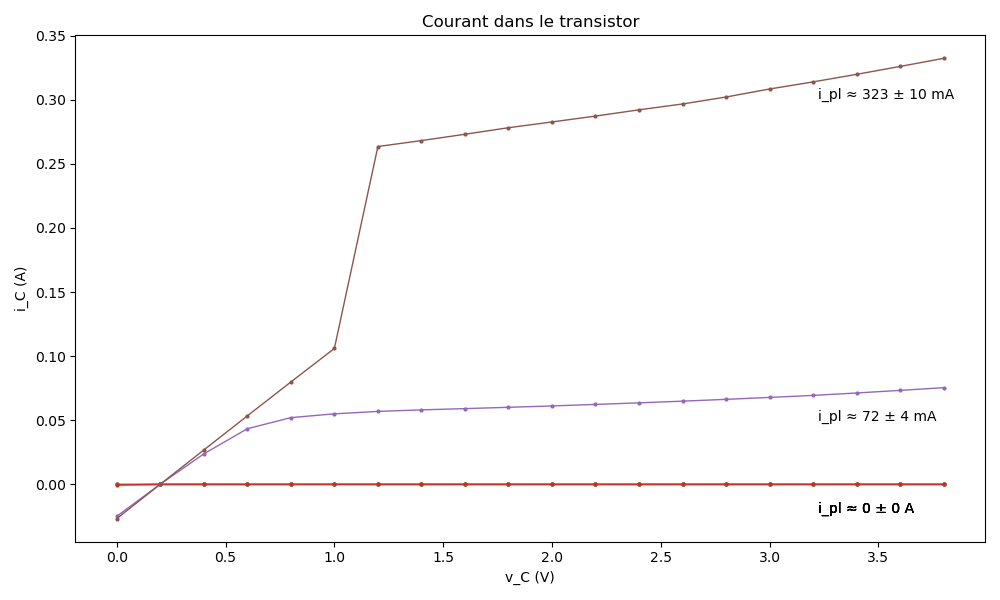 Courant dans le transistor
0.35
0.30
0.25
0.20
0.15
0.10
0.05
0.00
i_C (A)
i_pl ≈ 323 ± 10 mA
i_pl ≈ 72 ± 4 mA
i_pl ≈ 0 ± 0 A
0.0 0.5 1.0 1.5 2.0 2.5 3.0 3.5
v_C (V)